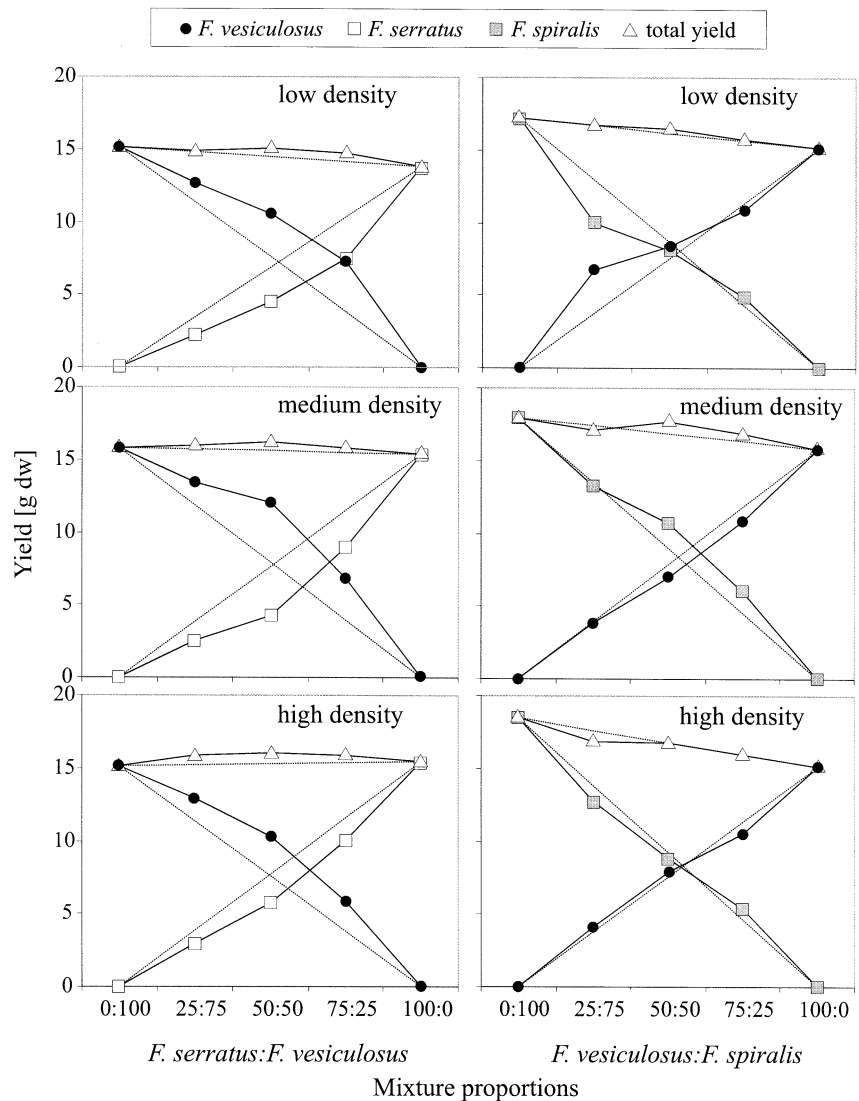 F. vesiculosus F. serratus F. spiralis total yield
20
15
10
5
0
low density
low density
20
15
10
5
0
medium density
medium density
Yield [g dw]
20
15
10
5
0
high density
high density
0:100 25:75 50:50 75:25 100:0
0:100 25:75 50:50 75:25 100:0
F. serratus:F. vesiculosus
F. vesiculosus:F. spiralis
Mixture proportions